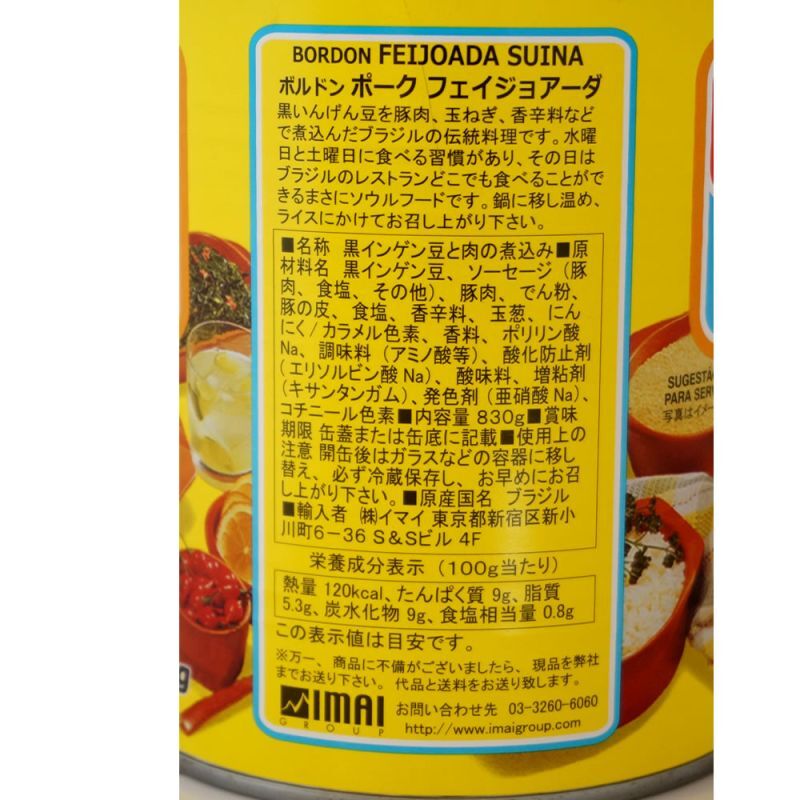 BORDON FEIJOADA SUINA
ボルドン ポーク フェイジョアーダ
黒いんげん豆を豚肉、玉ねぎ、香辛料など
で煮込んだブラジルの伝統料理です。水曜
日と土曜日に食べる習慣があり、その日は
ブラジルのレストランどこでも食べることがで
きるまさにソウルフードです。鍋に移し温め、
ライスにかけてお召し上がり下さい。
■名称 黒インゲン豆と肉の煮込み■原
材料名 黒インゲン豆、ソーセージ（豚
肉、食塩、その他）、豚肉、でん粉、
豚の皮、食塩、香辛料、玉葱、にん
にく/カラメル色素、香料、ポリリン酸
Na、調味料（アミノ酸等）、酸化防止剤
（エリソルビン酸Na）、酸味料、増粘剤
（キサンタンガム）、発色剤（亜硝酸Na）、
コチニール色素■内容量 830g■賞味
期限 缶蓋または缶底に記載■使用上の
注意 開缶後はガラスなどの容器に移し
替え、必ず冷蔵保存し、お早めにお召
し上がり下さい。■原産国名 ブラジル
■輸入者 ㈱イマイ 東京都新宿区新小
川町6－36 S＆Sビル 4F
栄養成分表示（100g当たり）
熱量 120kcal、たんぱく質 9g、脂質
5.3g、炭水化物 9g、食塩相当量 0.8g
この表示値は目安です。
※万一、商品に不備がございましたら、現品を弊社
までお送り下さい。代品と送料をお送り致します。
IMAI
GROUP
お問い合わせ先 03-3260-6060
http://www.imaigroup.com
SUGESTÃ
PARA SER
写真はイメー
g